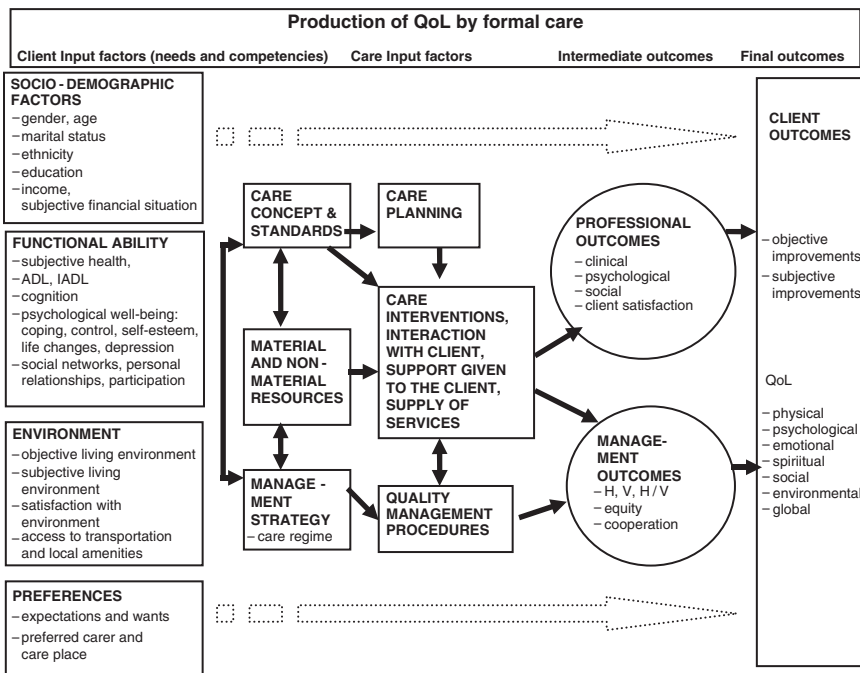 Production of QoL by formal care
Client Input factors (needs and competencies)
Care Input factors
Intermediate outcomes
Final outcomes
SOCIO - DEMOGRAPHIC
FACTORS
–gender, age
–marital status
–ethnicity
–education
–income,
subjective financial situation
FUNCTIONAL ABILITY
–subjective health,
–ADL, IADL
–cognition
–psychological well-being:
coping, control, self-esteem,
life changes, depression
–social networks, personal
relationships, participation
ENVIRONMENT
–objective living environment
–subjective living
environment
–satisfaction with
environment
–access to transportation
and local amenities
PREFERENCES
–expectations and wants
–preferred carer and
care place
CARE
CONCEPT &
STANDARDS
MATERIAL
AND NON -
MATERIAL
RESOURCES
MANAGE -
MENT
STRATEGY
– care regime
CARE
PLANNING
CARE
INTERVENTIONS,
INTERACTION
WITH CLIENT,
SUPPORT GIVEN
TO THE CLIENT,
SUPPLY OF
SERVICES
QUALITY
MANAGEMENT
PROCEDURES
PROFESSIONAL
OUTCOMES
– clinical
– psychological
– social
– client satisfaction
MANAGE-
MENT
OUTCOMES
– H, V, H / V
– equity
– cooperation
CLIENT
OUTCOMES
– objective
improvements
– subjective
improvements
QoL
– physical
– psychological
– emotional
– spiriitual
– social
– environmental
– global